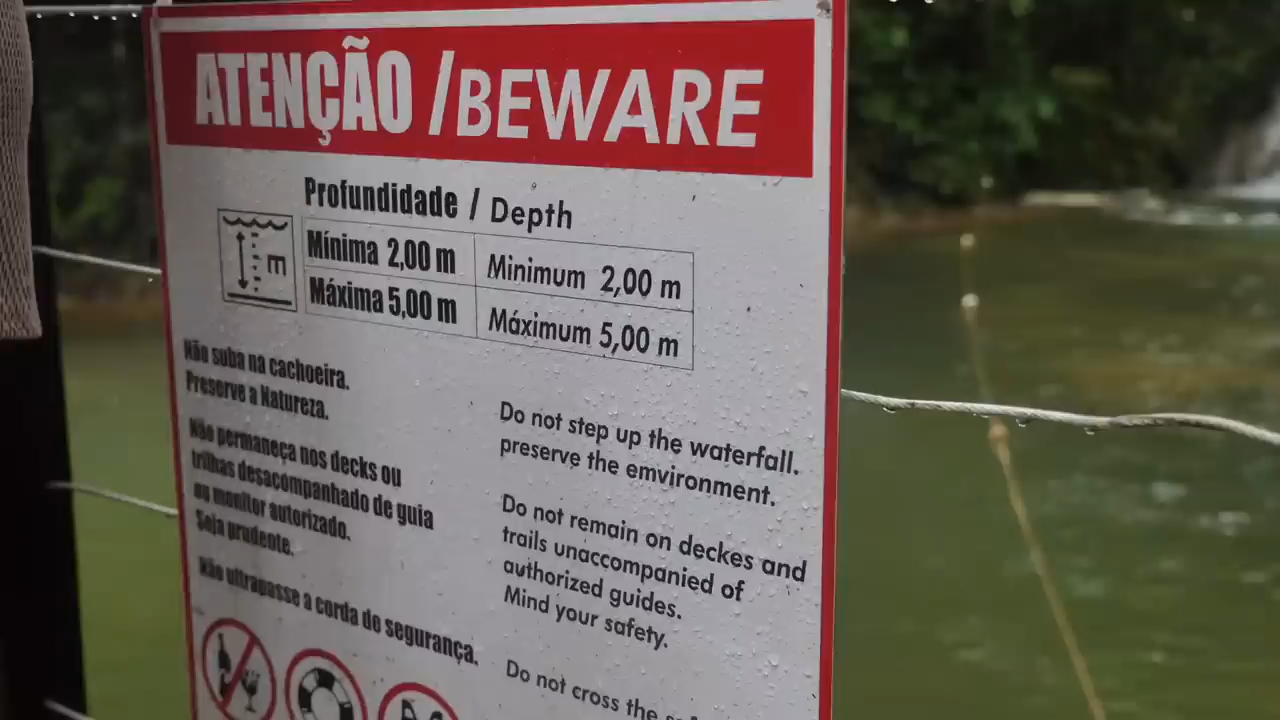 ATENÇÃO /BEWARE
Profundidade / Depth
m
Mínima 2,00 m Minimum 2,00 m
Máxima 5,00 m Máximum 5,00 m
Não suba na cachoeira.
Preserve a Natureza.
Não permaneça nos decks ou
trilhas desacompanhado de guia
ou monitor autorizado.
Seja prudente.
Não ultrapasse a corda de segurança.
Do not step up the waterfall.
preserve the emvironment.
Do not remain on deckes and
trails unaccompanied of
authorized guides.
Mind your safety.
Do not cross the